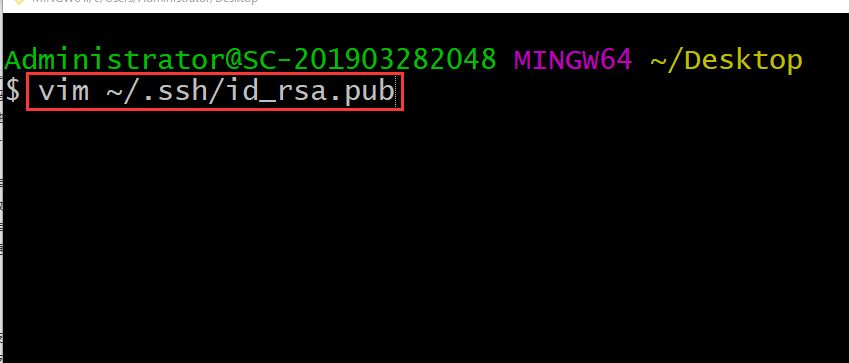 Administrator@SC-201903282048 MINGW64 ~/Desktop
$ vim ~/.ssh/id_rsa.pub